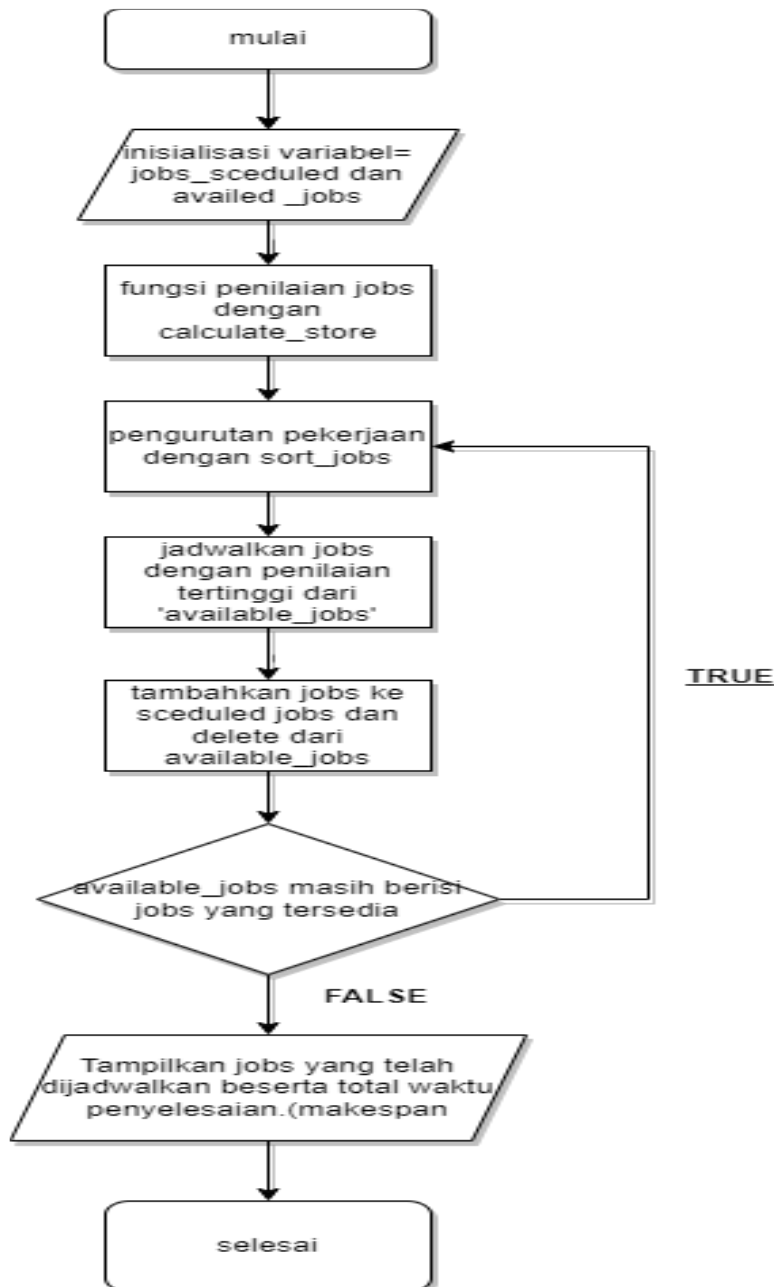 mulai
inisialisasi variabel=
jobs_sceduled dan
availed _jobs
fungsi penilaian jobs
dengan
calculate_store
pengurutan pekerjaan
dengan sort_jobs
jadwalkan jobs
dengan penilaian
tertinggi dari
'available_jobs'
tambahkan jobs ke
sceduled jobs dan
delete dari
available_jobs
TRUE
available_jobs masih berisi
jobs yang tersedia
FALSE
Tampilkan jobs yang telah
dijadwalkan beserta total waktu
penyelesaian.(makespan
selesai